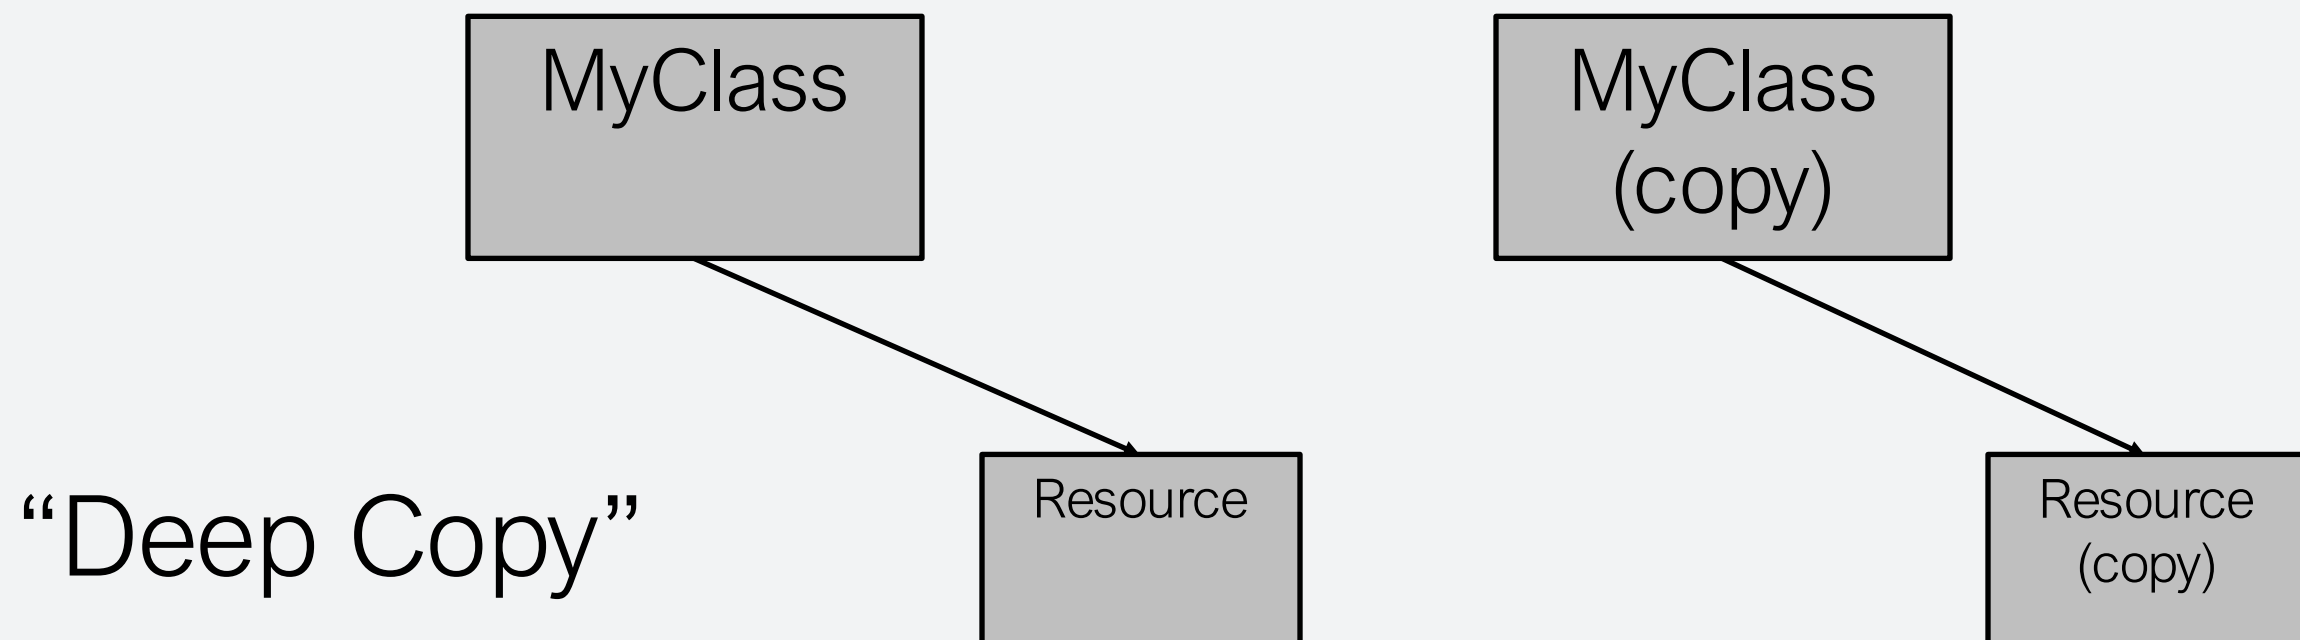 MyClass
MyClass
(copy)
“Deep Copy”
Resource
Resource
(copy)